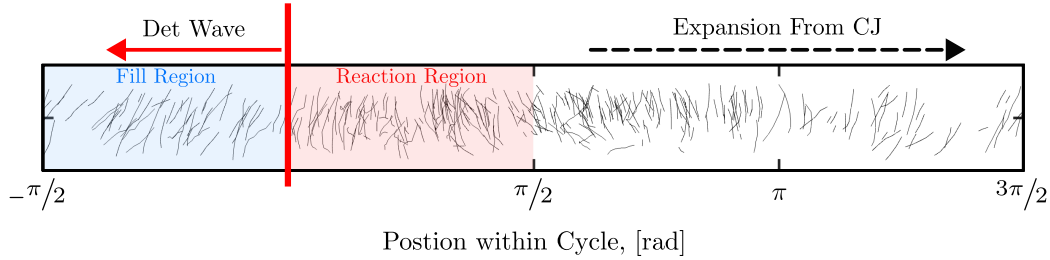 Det Wave
Expansion From CJ
Fill Region
Reaction Region
−π/2
π/2
π
3π/2
Postion within Cycle, [rad]